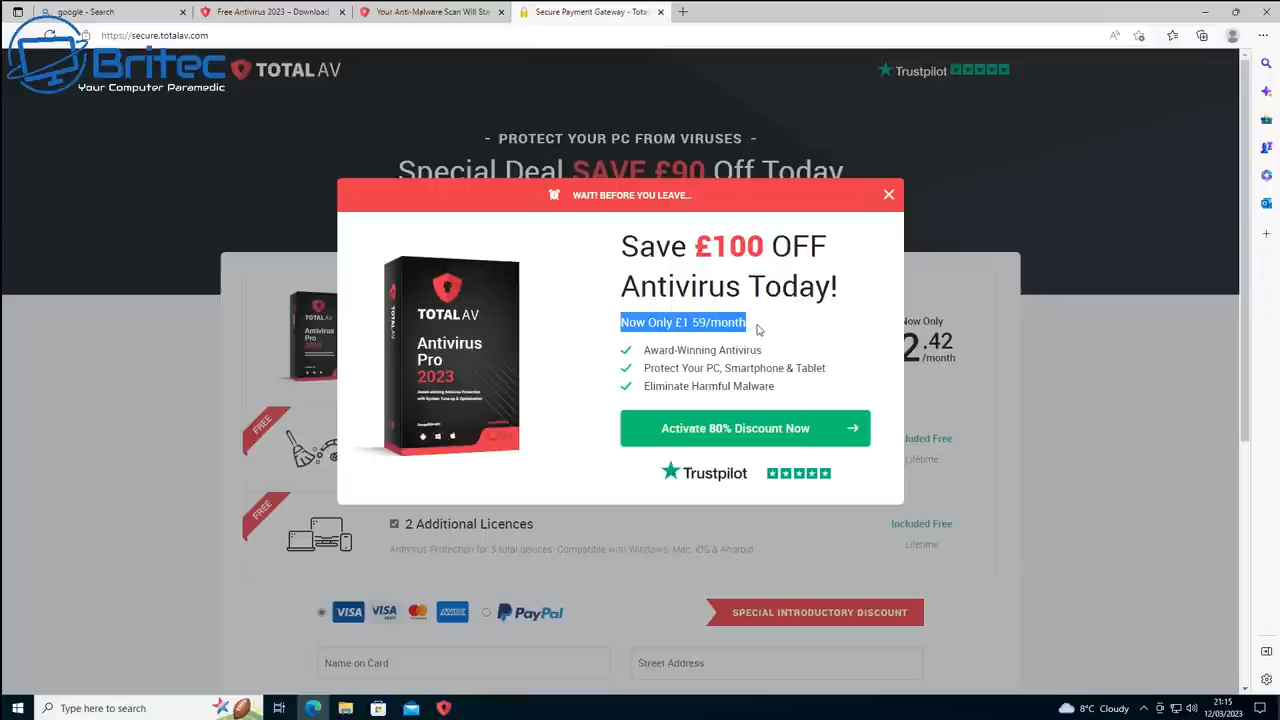 google - Search
Free Antivirus 2023 – Download
Your Anti-Malware Scan Will Sta
Secure Payment Gateway - Tota
https://secure.totalav.com
Britec
Your Computer Paramedic
TOTAL AV
Trustpilot
- PROTECT YOUR PC FROM VIRUSES -
Special Deal SAVE £90 Off Today
WAIT! BEFORE YOU LEAVE...
Save £100 OFF
Antivirus Today!
Now Only £1 59/month
Award-Winning Antivirus
Protect Your PC, Smartphone & Tablet
Eliminate Harmful Malware
Activate 80% Discount Now
Trustpilot
TOTAL AV
TOTAL AV
Antivirus
Pro
2023
Antivirus
Pro
Now Only
2.42
/month
FREE
luded Free
Lifetime
FREE
2 Additional Licences
Antivirus Protection for 3 total devices. Compatible with Windows, Mac, iOS & Android.
Included Free
Lifetime
VISA
VISA
AMEX
PayPal
SPECIAL INTRODUCTORY DISCOUNT
Name on Card
Street Address
Type here to search
8°C Cloudy
21:15
12/03/2023